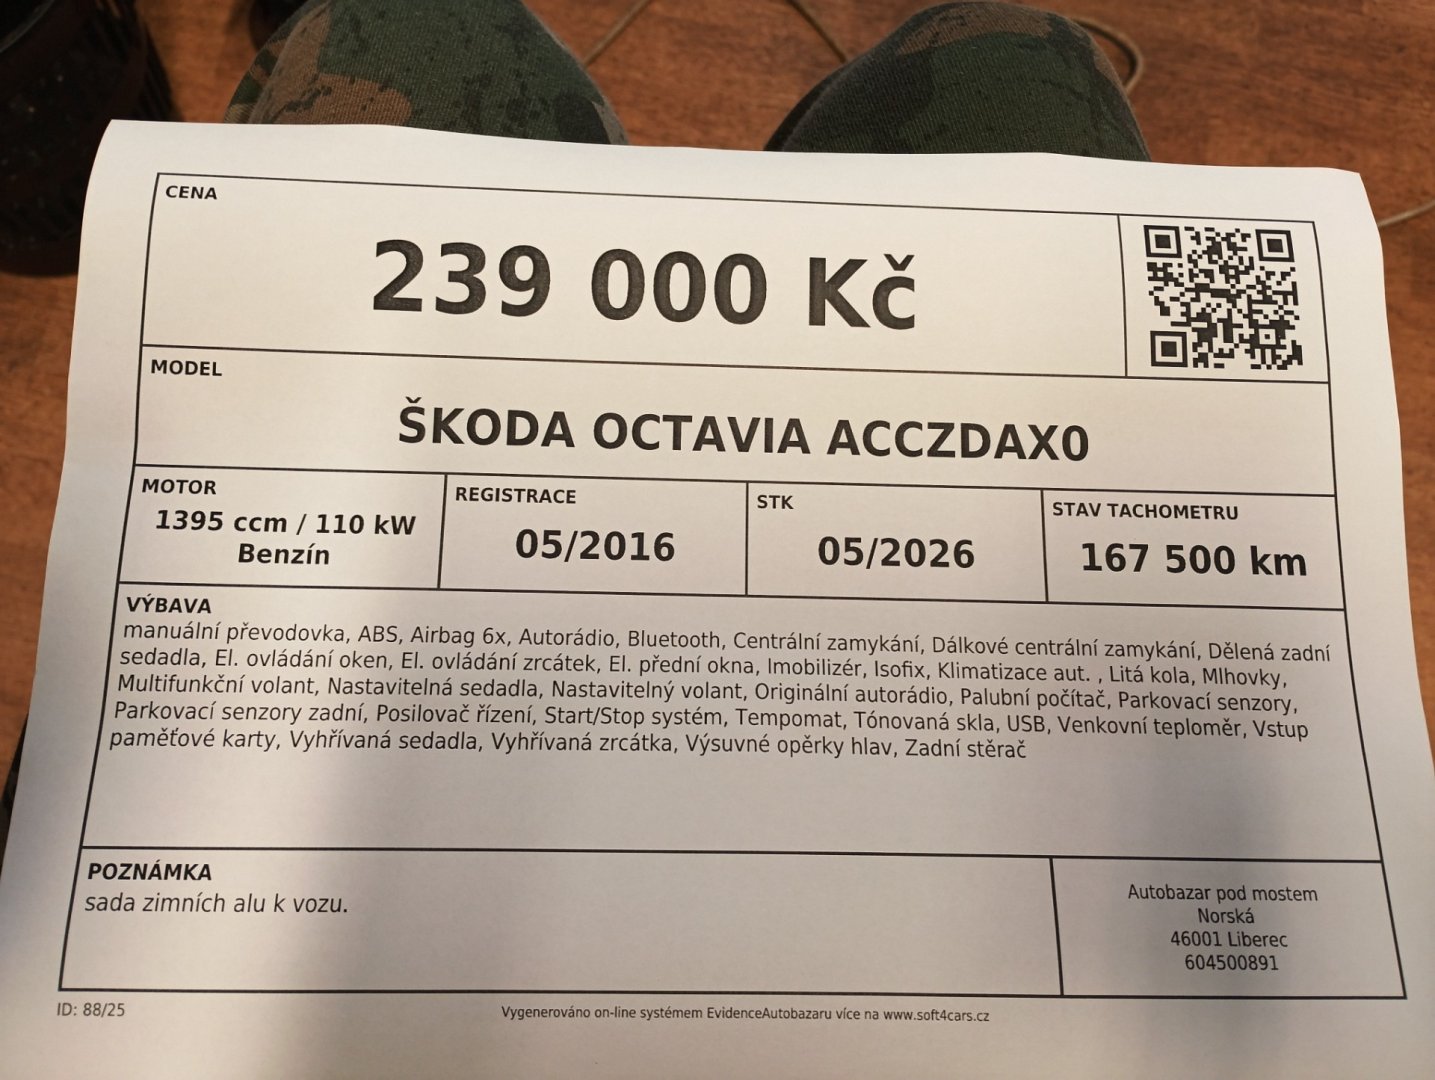 CENA
239 000 Kč
MODEL
ŠKODA OCTAVIA ACCZDAX0
MOTOR
1395 ccm / 110 kW
Benzín
REGISTRACE
05/2016
STK
05/2026
STAV TACHOMETRU
167 500 km
VÝBAVA
manuální převodovka, ABS, Airbag 6x, Autorádio, Bluetooth, Centrální zamykání, Dálkové centrální zamykání, Dělená zadní
sedadla, El. ovládání oken, El. ovládání zrcátek, El. přední okna, Imobilizér, Isofix, Klimatizace aut. , Litá kola, Mlhovky,
Multifunkční volant, Nastavitelná sedadla, Nastavitelný volant, Originální autorádio, Palubní počítač, Parkovací senzory,
Parkovací senzory zadní, Posilovač řízení, Start/Stop systém, Tempomat, Tónovaná skla, USB, Venkovní teploměr, Vstup
paměťové karty, Vyhřívaná sedadla, Vyhřívaná zrcátka, Výsuvné opěrky hlav, Zadní stěrač
POZNÁMKA
sada zimních alu k vozu.
Autobazar pod mostem
Norská
46001 Liberec
604500891
ID: 88/25
Vygenerováno on-line systémem EvidenceAutobazaru více na www.soft4cars.cz